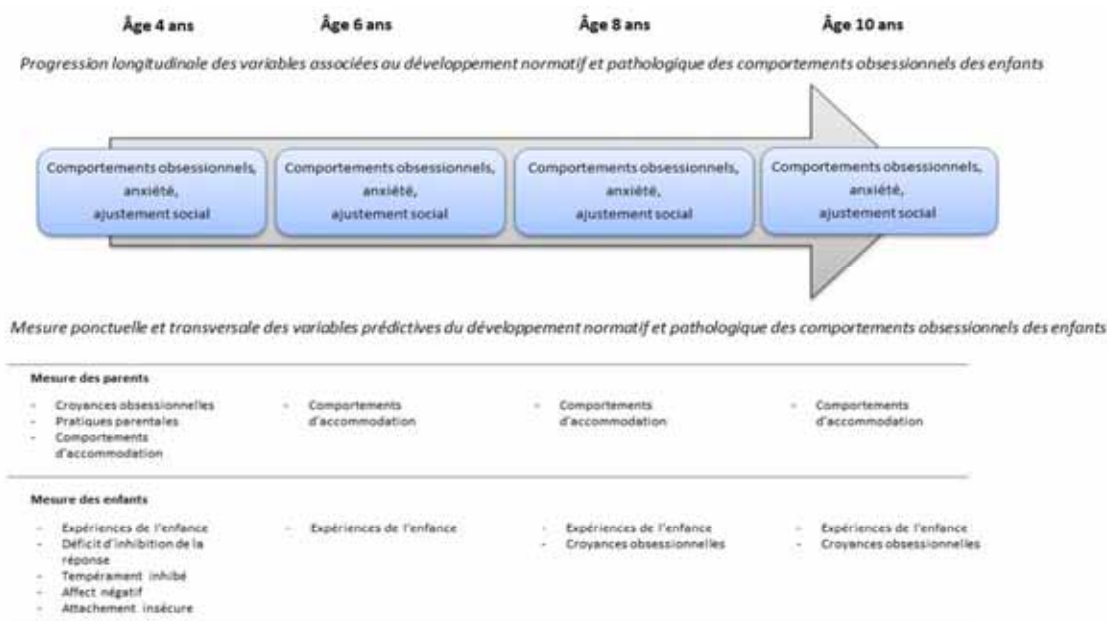 Âge 4 ans Âge 6 ans Âge 8 ans Âge 10 ans
Progression longitudinale des variables associées au développement normatif et pathologique des comportements obsessionnels des enfants
Comportements obsessionnels,
anxiété,
ajustement social
Comportements obsessionnels,
anxiété,
ajustement social
Comportements obsessionnels,
anxiété,
ajustement social
Comportements obsessionnels,
anxiété,
ajustement social
Mesure ponctuelle et transversale des variables prédictives du développement normatif et pathologique des comportements obsessionnels des enfants
Mesure des parents
- Croyances obsessionnelles
- Pratiques parentales
- Comportements
d'accommodation
- Comportements
d'accommodation
- Comportements
d'accommodation
- Comportements
d'accommodation
Mesure des enfants
- Expériences de l'enfance
- Déficit d'inhibition de la
réponse
- Tempérament inhibé
- Affect négatif
- Attachement insécure
- Expériences de l'enfance
- Expériences de l'enfance
- Croyances obsessionnelles
- Expériences de l'enfance
- Croyances obsessionnelles